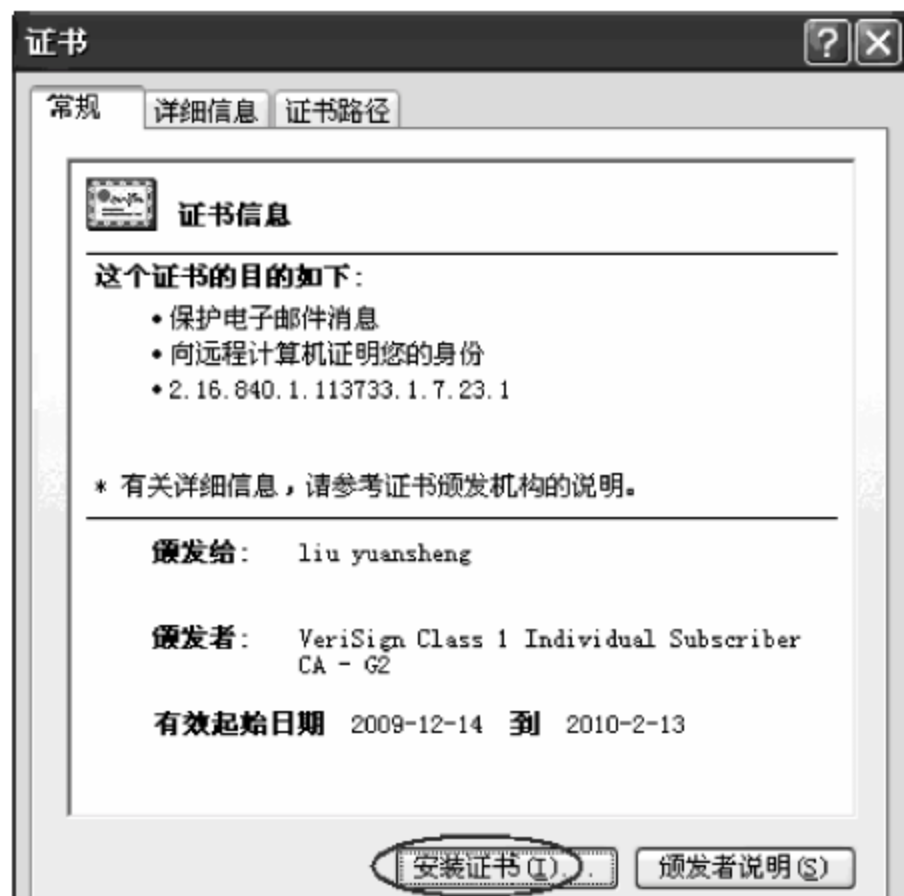 证书
常规 详细信息 证书路径
证书信息
这个证书的目的如下:
•保护电子邮件消息
•向远程计算机证明您的身份
•2.16.840.1.113733.1.7.23.1
* 有关详细信息，请参考证书颁发机构的说明。
颁发给: liu yuansheng
颁发者: VeriSign Class 1 Individual Subscriber
CA - G2
有效起始日期 2009-12-14 到 2010-2-13
安装证书(I)... 颁发者说明(S)